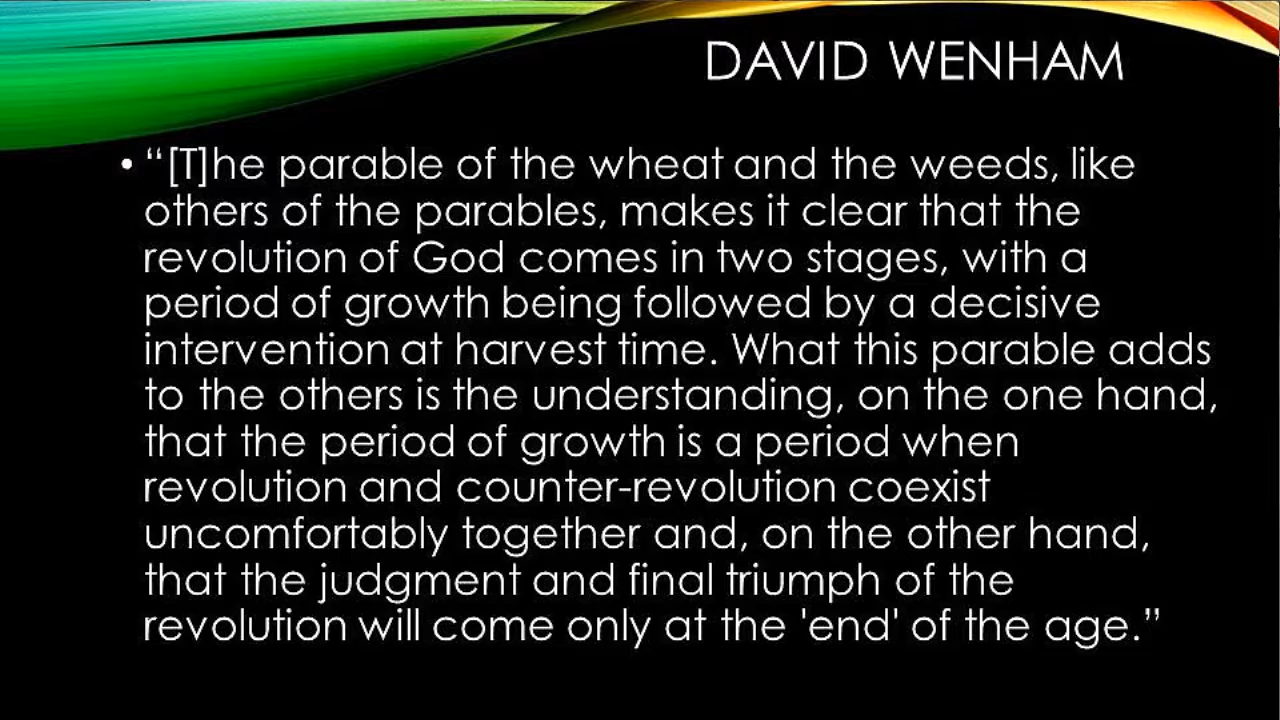 DAVID WENHAM
• “[T]he parable of the wheat and the weeds, like
others of the parables, makes it clear that the
revolution of God comes in two stages, with a
period of growth being followed by a decisive
intervention at harvest time. What this parable adds
to the others is the understanding, on the one hand,
that the period of growth is a period when
revolution and counter-revolution coexist
uncomfortably together and, on the other hand,
that the judgment and final triumph of the
revolution will come only at the 'end' of the age.”